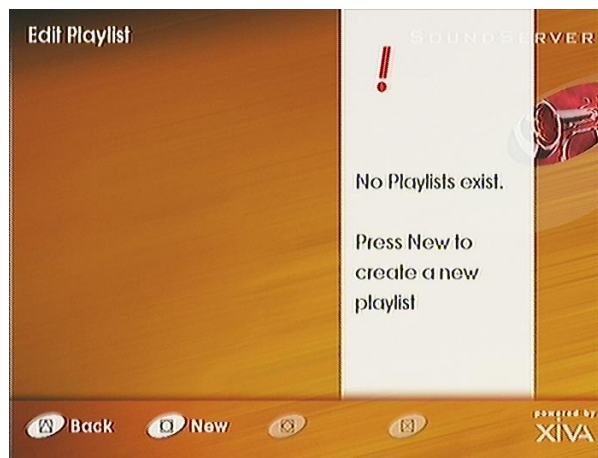 Edit Playlist
SOUNDSERVER
!
No Playlists exist.
Press New to
create a new
playlist
Back
New
powered by
XIVA